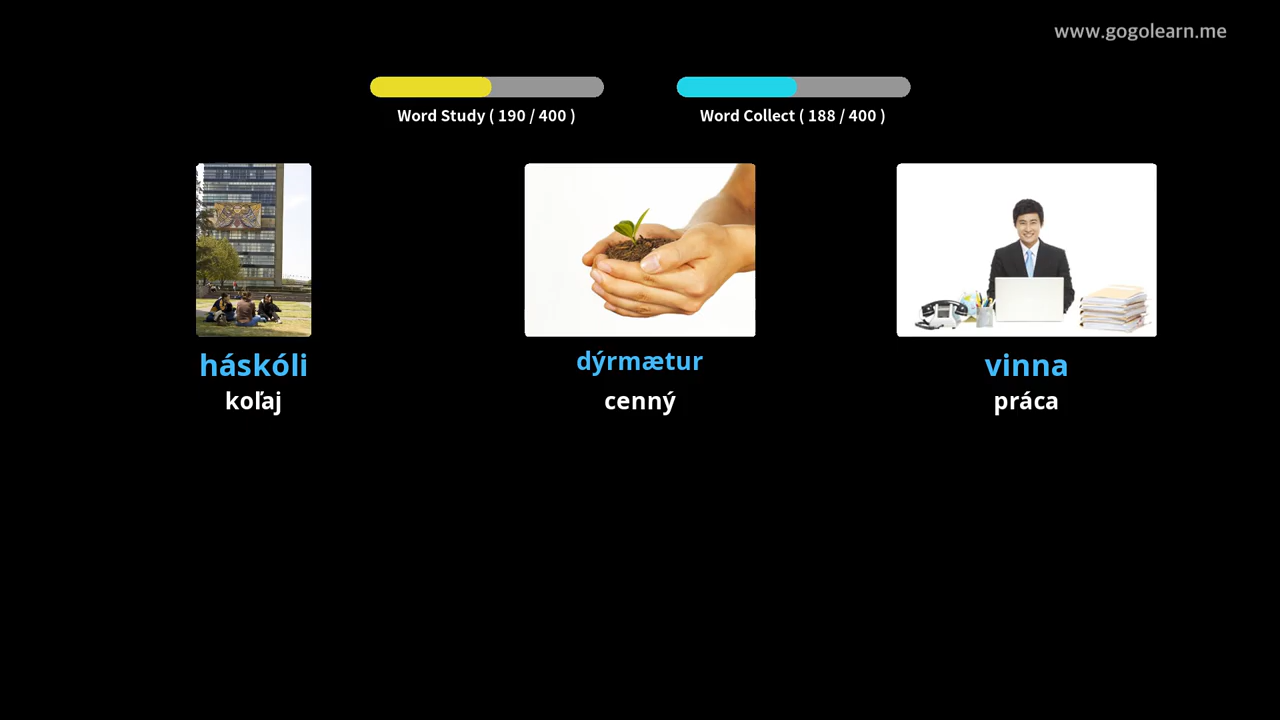 www.gogolearn.me
Word Study ( 190 / 400 )
Word Collect ( 188 / 400 )
háskóli
koľaj
dýrmætur
cenný
vinna
práca